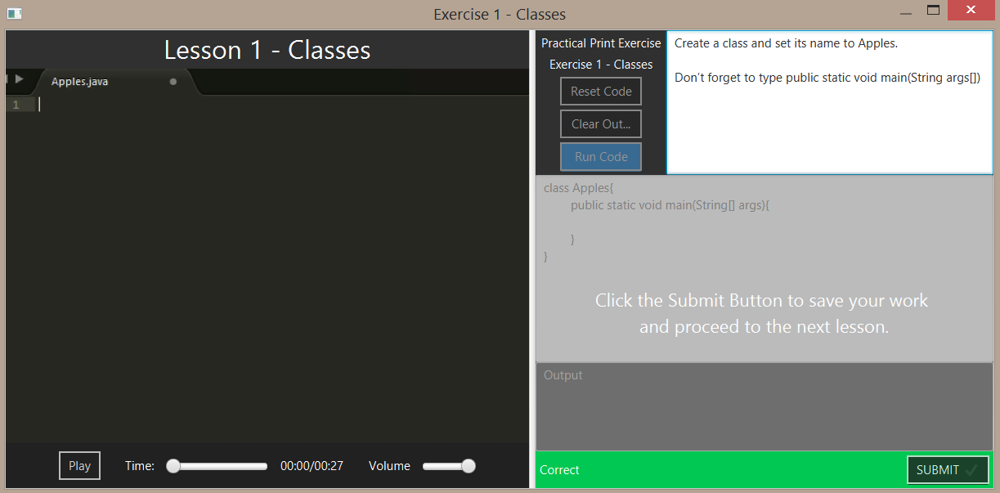 Exercise 1 - Classes
Lesson 1 - Classes
Apples.java
1
Play
Time:
00:00/00:27
Volume
Practical Print Exercise
Exercise 1 - Classes
Reset Code
Clear Out...
Run Code
Create a class and set its name to Apples.
Don't forget to type public static void main(String args[])
class Apples{
public static void main(String[] args){
}
}
Click the Submit Button to save your work
and proceed to the next lesson.
Output
Correct
SUBMIT